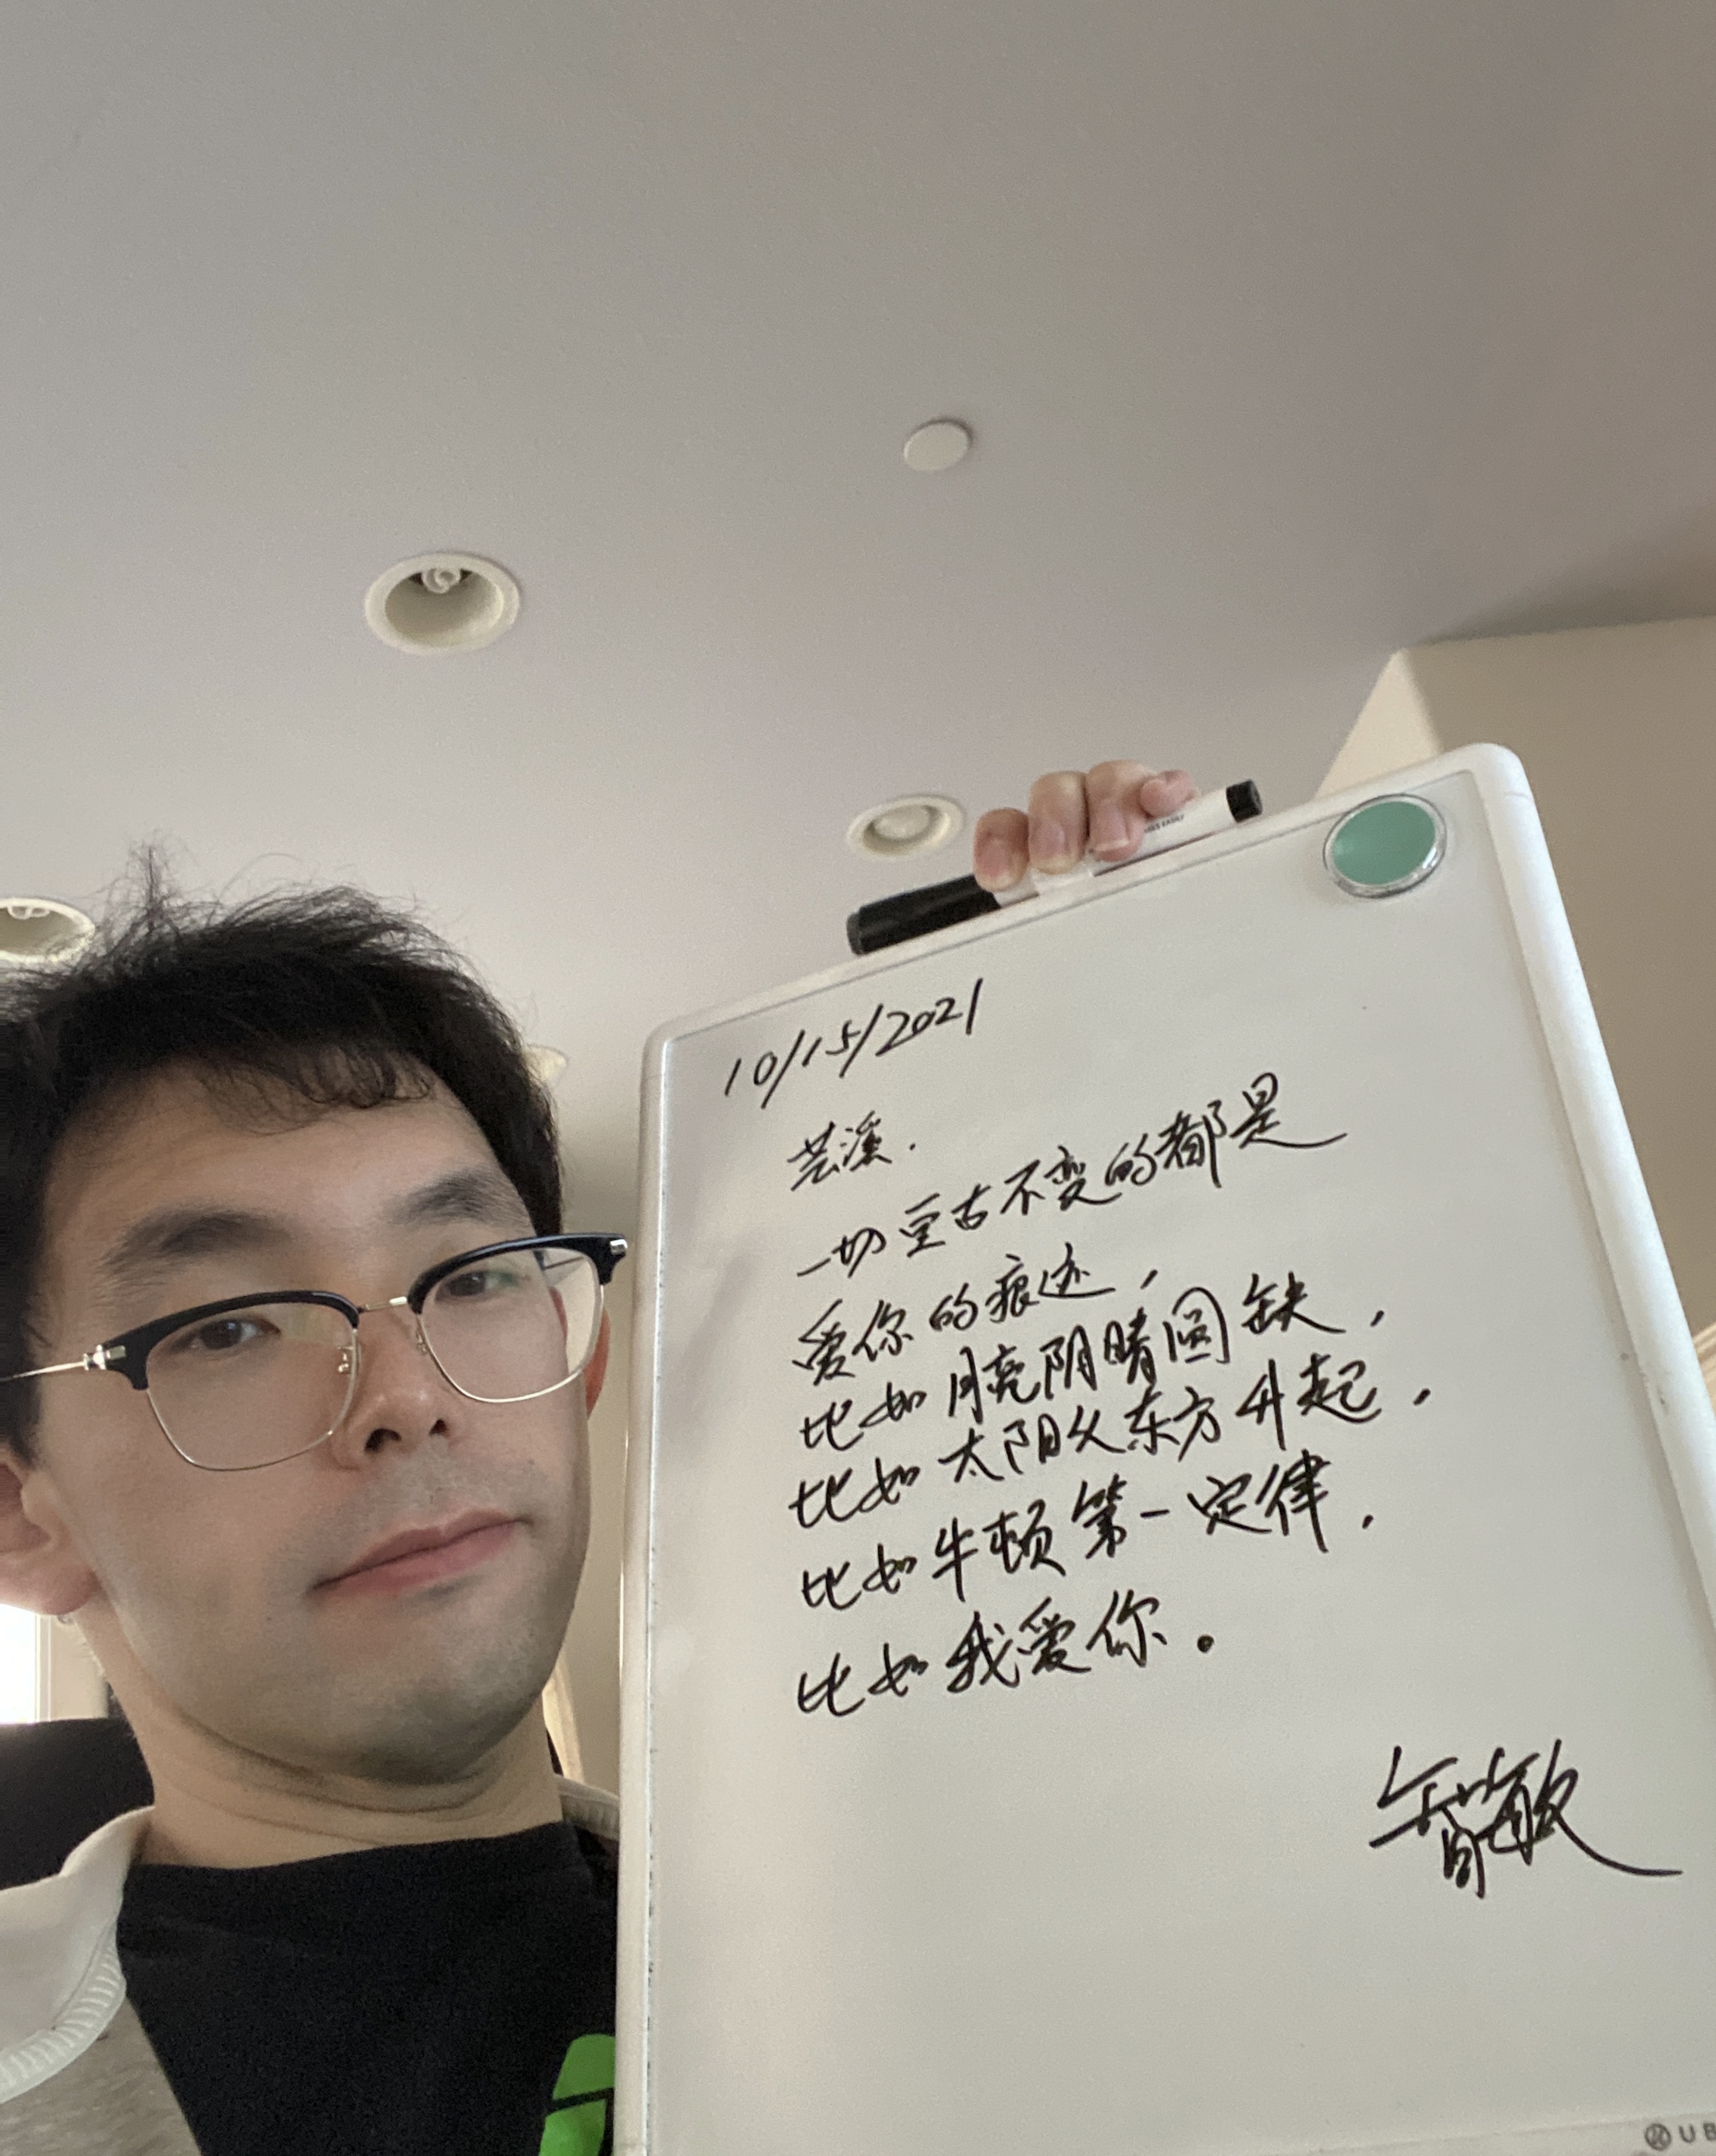 10/15/2021
芸溪.
一切亘古不变的都是
爱你的痕迹，
比如月亮阴晴圆缺，
比如太阳从东方升起，
比如牛顿第一定律，
比如我爱你。
智敏
UB